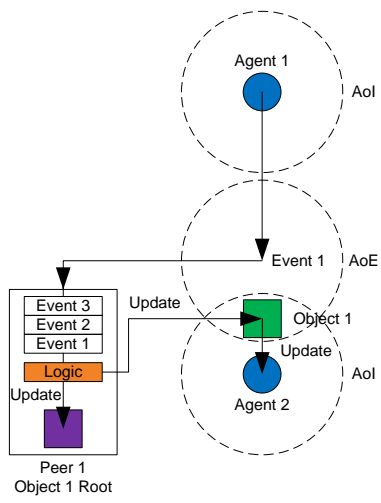 Agent 1
AoI
Event 1
AoE
Event 3
Event 2
Event 1
Update
Object 1
Logic
Update
Update
AoI
Agent 2
Peer 1
Object 1 Root